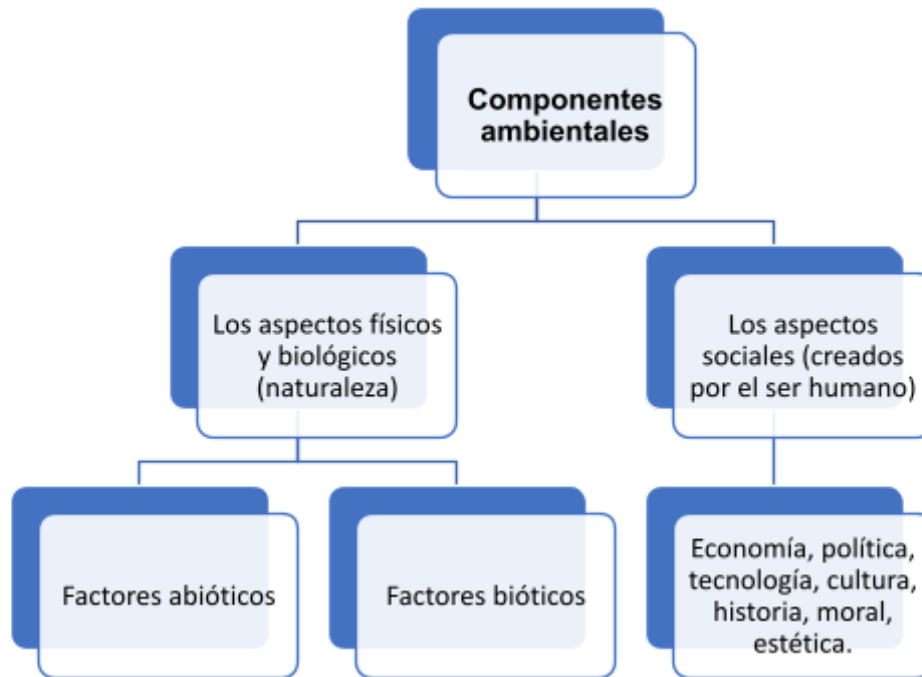 Componentes
ambientales
Los aspectos físicos
y biológicos
(naturaleza)
Los aspectos
sociales (creados
por el ser humano)
Factores abióticos
Factores bióticos
Economía, política,
tecnología, cultura,
historia, moral,
estética.